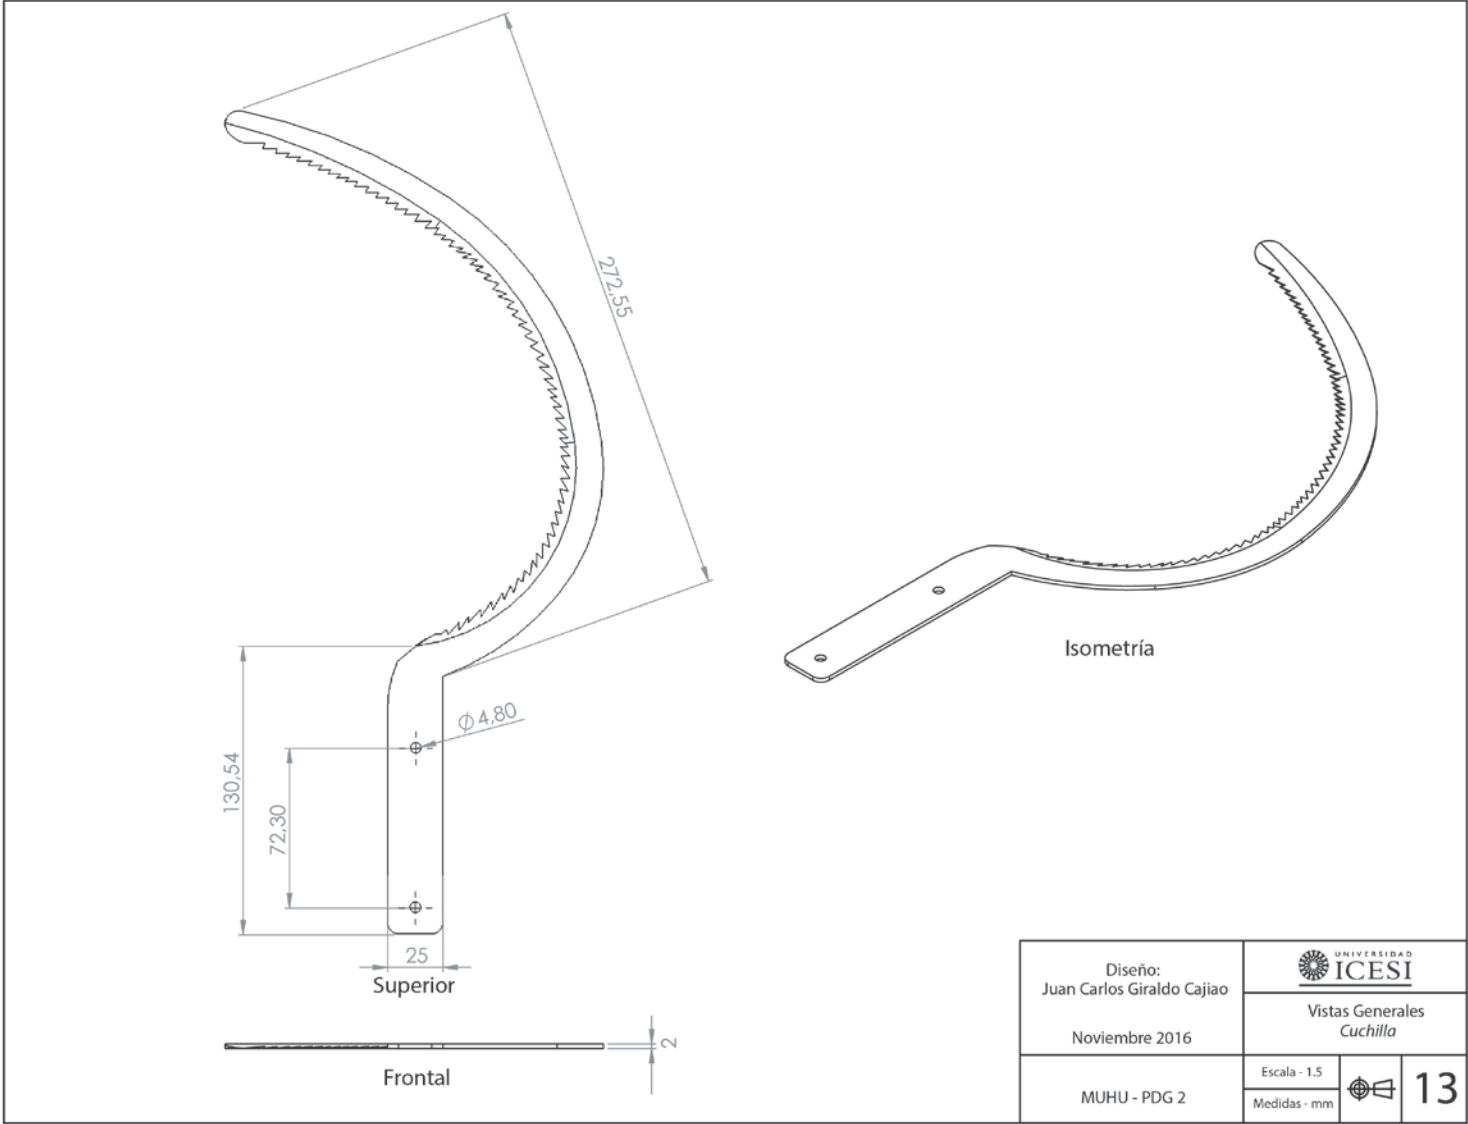 272,55
Ø 4,80
130,54
72,30
25
Superior
2
Frontal
Isometría
Diseño:
Juan Carlos Giraldo Cajiao
Noviembre 2016
MUHU - PDG 2
UNIVERSIDAD
ICESI
Vistas Generales
Cuchilla
Escala - 1.5
Medidas - mm
13